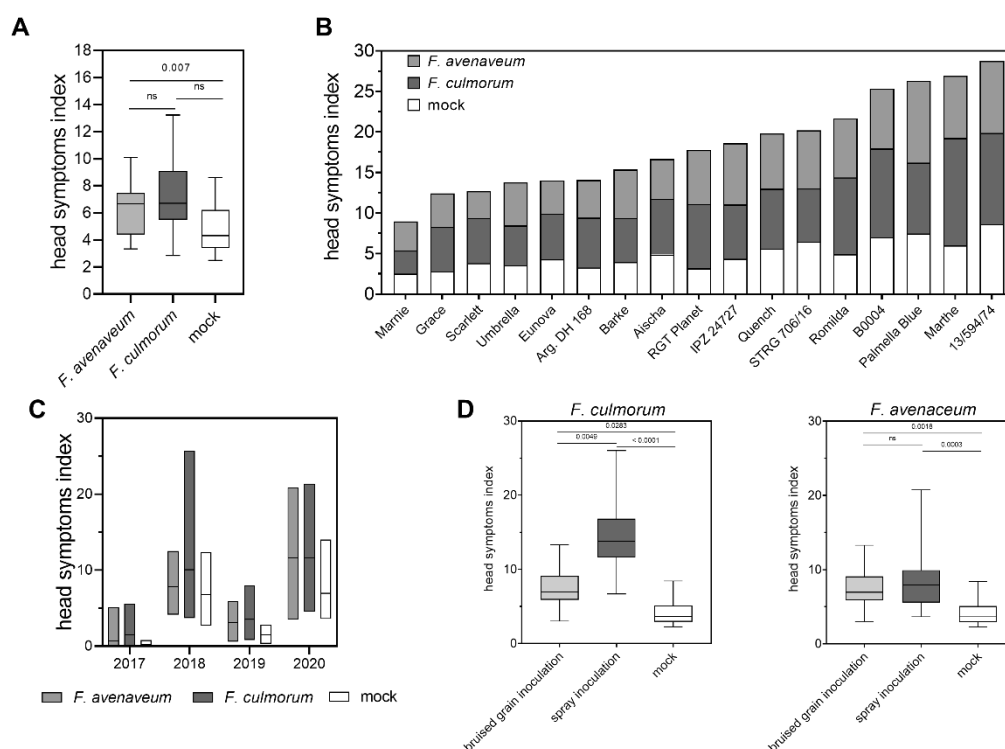 A
head symptoms index
18
16
14
12
10
8
6
4
2
0
0.007
ns
ns
F. avenaveum
F. culmorum
mock
B
head symptoms index
30
25
20
15
10
5
0
F. avenaveum
F. culmorum
mock
Marnie
Grace
Scarlett
Umbrella
Eunova
Arg. DH 168
Barke
Aischa
RGT Planet
IPZ 24727
Quench
STRG 706/16
Romilda
B0004
Palmella Blue
Marthe
13/594/74
C
head symptoms index
30
20
10
0
2017
2018
2019
2020
F. avenaveum
F. culmorum
mock
D
F. culmorum
head symptoms index
30
20
10
0
0.0283
0.0049
< 0.0001
bruised grain inoculation
spray inoculation
mock
F. avenaceum
head symptoms index
30
20
10
0
0.0018
ns
0.0003
bruised grain inoculation
spray inoculation
mock